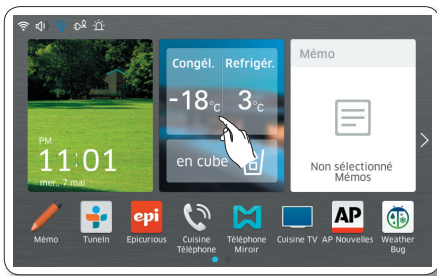 Congél. Refrigér.
-18°C 3°C
en cube
PM
11:01
mer., 7 mai
Mémo
Non sélectionné
Mémos
epi
AP
Mémo
TuneIn
Epicurious
Cuisine
Téléphone
Téléphone
Miroir
Cuisine TV
AP Nouvelles
Weather
Bug